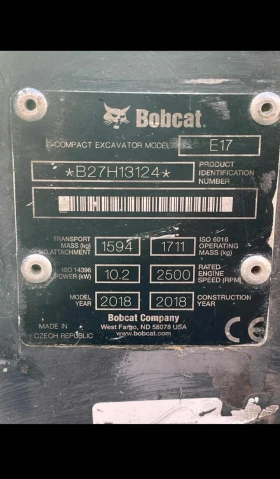 Bobcat
COMPACT EXCAVATOR MODEL E17
*B27H13124* PRODUCT IDENTIFICATION NUMBER
TRANSPORT MASS (kg) NO ATTACHMENT 1594 1711 ISO 6016 OPERATING MASS (kg)
ISO 14396 POWER (kW) 10.2 2500 RATED ENGINE SPEED (RPM)
MODEL YEAR 2018 2018 CONSTRUCTION YEAR
Bobcat Company
MADE IN CZECH REPUBLIC West Fargo, ND 58078 USA
www.bobcat.com CE